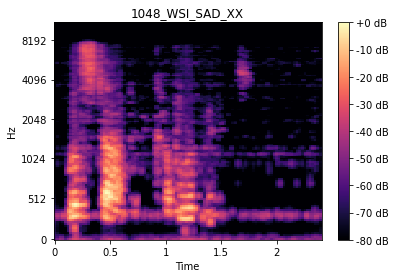 1048_WSI_SAD_XX
8192
4096
2048
1024
512
0
Hz
0
0.5
1
1.5
2
Time
+0 dB
-10 dB
-20 dB
-30 dB
-40 dB
-50 dB
-60 dB
-70 dB
-80 dB